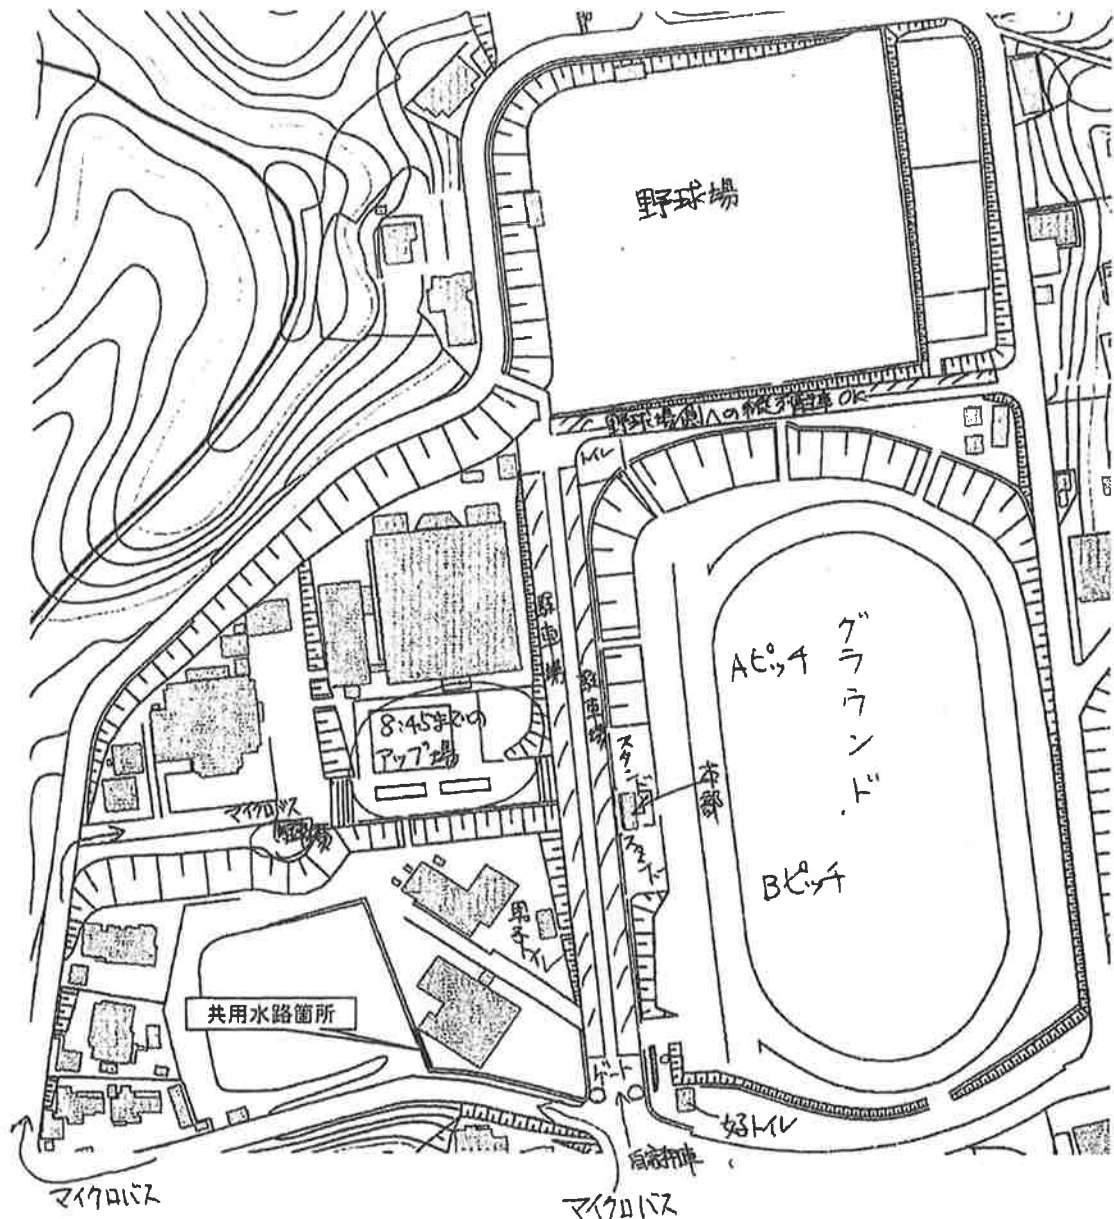 野球場
野球場側への縦列駐車OK
トイレ
駐車場
駐車場
グラウンド
Aピッチ
8:45までの
アップ場
スタンド
本部
マイクロバス
駐車場
スタンド
Bピッチ
男子トイレ
共用水路箇所
ゲート
女子トイレ
自家用車
マイクロバス
マイクロバス